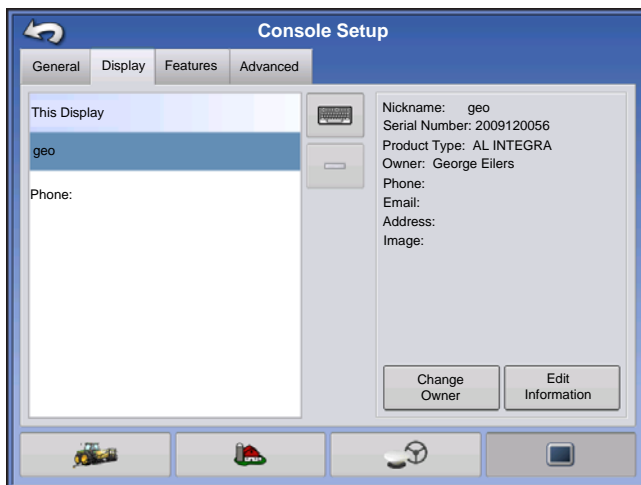 Console Setup
General Display Features Advanced
This Display
geo
Phone:
Nickname: geo
Serial Number: 2009120056
Product Type: AL INTEGRA
Owner: George Eilers
Phone:
Email:
Address:
Image:
Change
Owner
Edit
Information